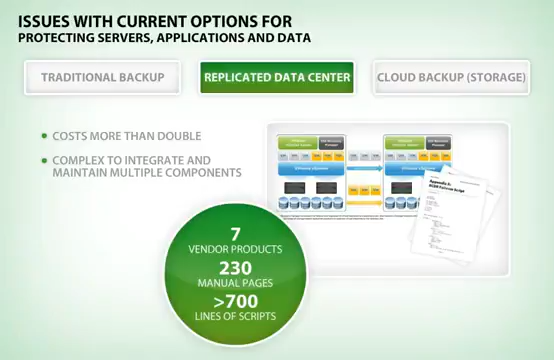 ISSUES WITH CURRENT OPTIONS FOR
PROTECTING SERVERS, APPLICATIONS AND DATA
TRADITIONAL BACKUP
REPLICATED DATA CENTER
CLOUD BACKUP (STORAGE)
COSTS MORE THAN DOUBLE
COMPLEX TO INTEGRATE AND
MAINTAIN MULTIPLE COMPONENTS
7
VENDOR PRODUCTS
230
MANUAL PAGES
>700
LINES OF SCRIPTS